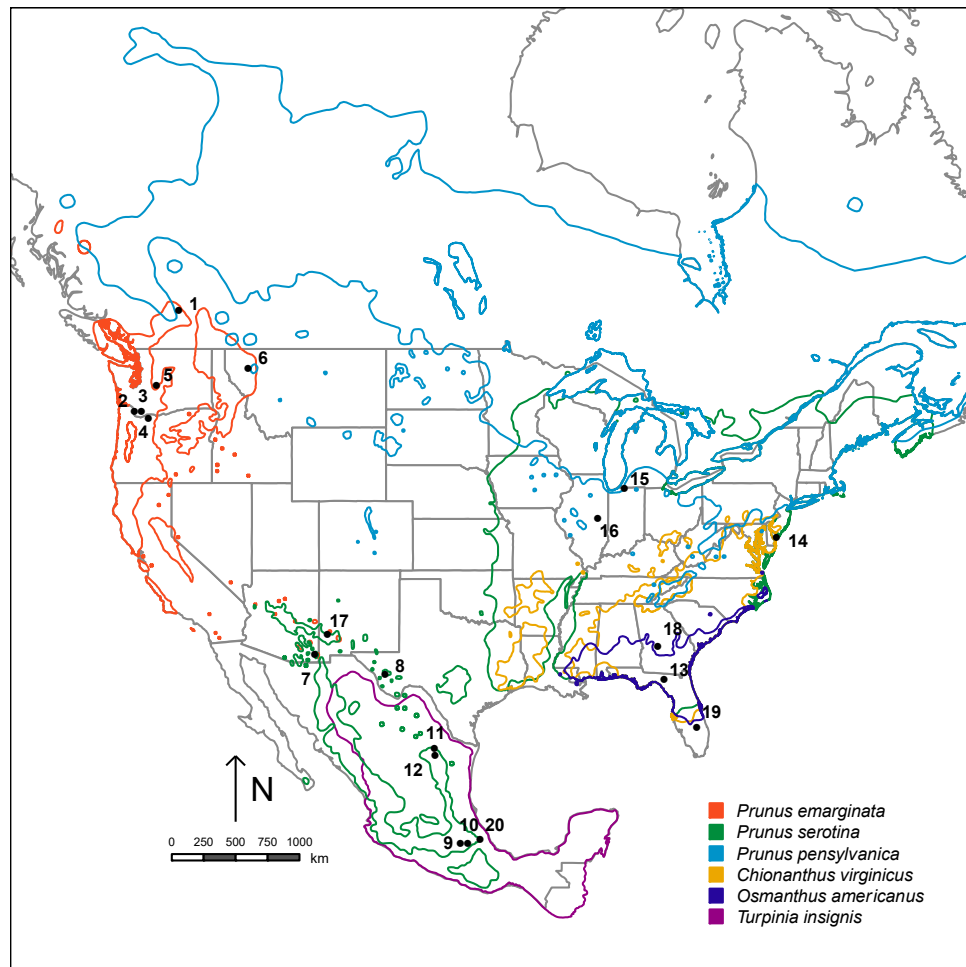 1
6
5
2 3
4
15
16
14
17
18
7
8
13
19
11
12
N
10 20
9
0 250 500 750 1000
km
Prunus emarginata
Prunus serotina
Prunus pensylvanica
Chionanthus virginicus
Osmanthus americanus
Turpinia insignis